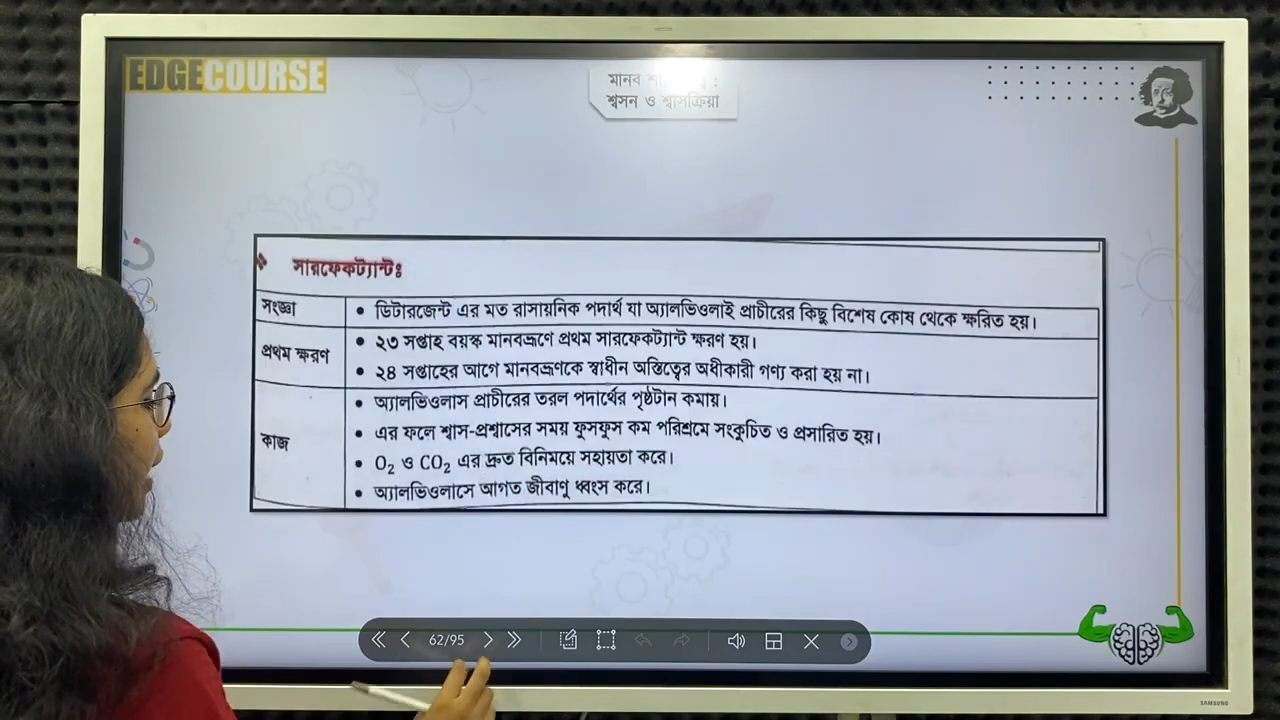 EDGECOURSE
মানব
শ্বসন ও শ্বাসক্রিয়া
সারফেকট্যান্টঃ
সংজ্ঞা
• ডিটারজেন্ট এর মত রাসায়নিক পদার্থ যা অ্যালভিওলাই প্রাচীরের কিছু বিশেষ কোষ থেকে ক্ষরিত হয়।
প্রথম ক্ষরণ
• ২৩ সপ্তাহ বয়স্ক মানবভ্রূণে প্রথম সারফেকট্যান্ট ক্ষরণ হয়।
• ২৪ সপ্তাহের আগে মানবভ্রূণকে স্বাধীন অস্তিত্বের অধীকারী গণ্য করা হয় না।
কাজ
• অ্যালভিওলাস প্রাচীরের তরল পদার্থের পৃষ্ঠটান কমায়।
• এর ফলে শ্বাস-প্রশ্বাসের সময় ফুসফুস কম পরিশ্রমে সংকুচিত ও প্রসারিত হয়।
• O₂ ও CO₂ এর দ্রুত বিনিময়ে সহায়তা করে।
• অ্যালভিওলাসে আগত জীবাণু ধ্বংস করে।
62/95
SAMSUNG